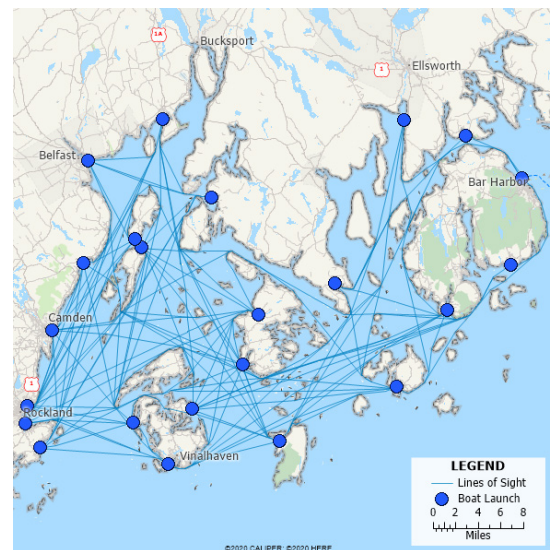 1A
Bucksport
1
Ellsworth
Belfast
Bar Harbor
Camden
1
Rockland
Vinalhaven
LEGEND
Lines of Sight
Boat Launch
0 2 4 6 8
Miles
©2020 CALIPER; ©2020 HERE